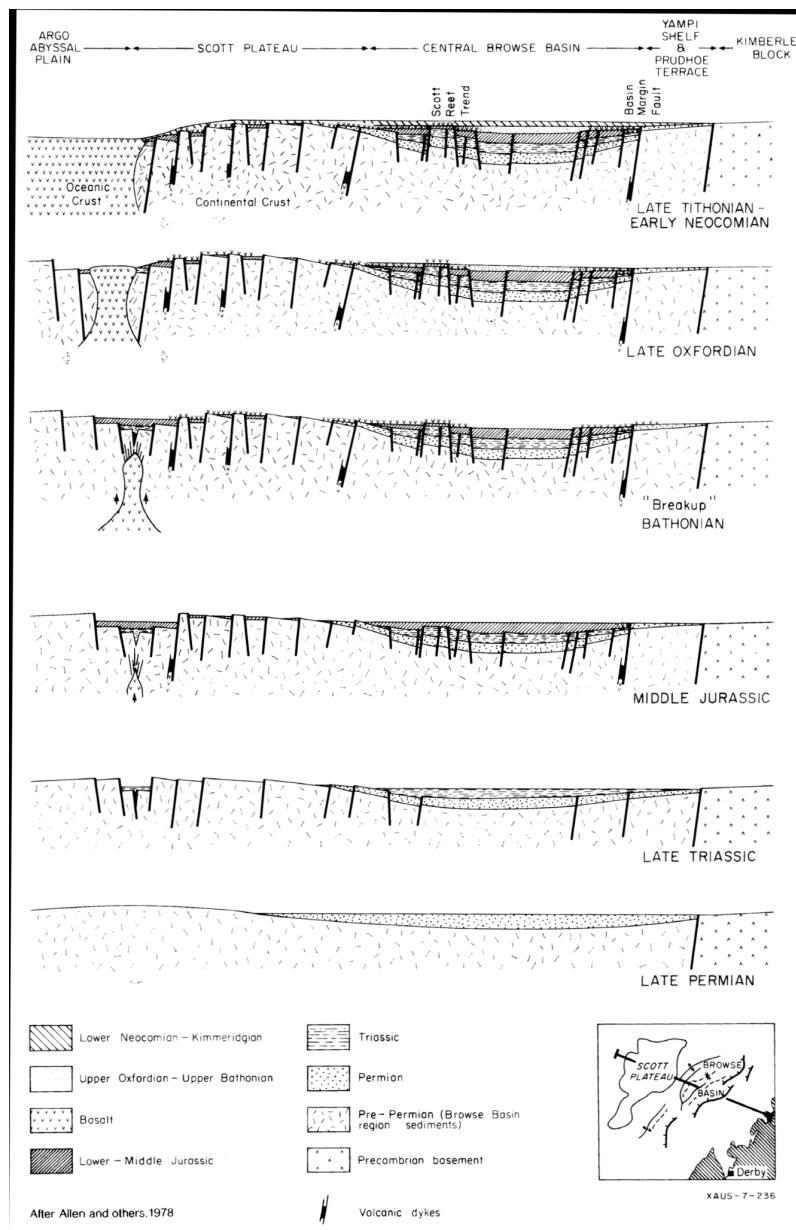 ARGO
ABYSSAL
PLAIN
SCOTT PLATEAU
CENTRAL BROWSE BASIN
YAMPI
SHELF
&
PRUDHOE
TERRACE
KIMBERLE
BLOCK
Scott
Reef
Trend
Basin
Margin
Fault
Oceanic
Crust
Continental Crust
LATE TITHONIAN –
EARLY NEOCOMIAN
LATE OXFORDIAN
"Breakup"
BATHONIAN
MIDDLE JURASSIC
LATE TRIASSIC
LATE PERMIAN
Lower Neocomian – Kimmeridgian
Upper Oxfordian – Upper Bathonian
Basalt
Lower – Middle Jurassic
Triassic
Permian
Pre – Permian (Browse Basin
region sediments)
Precambrian basement
Volcanic dykes
SCOTT
PLATEAU
BROWSE
BASIN
Derby
XAUS-7-236
After Allen and others, 1978